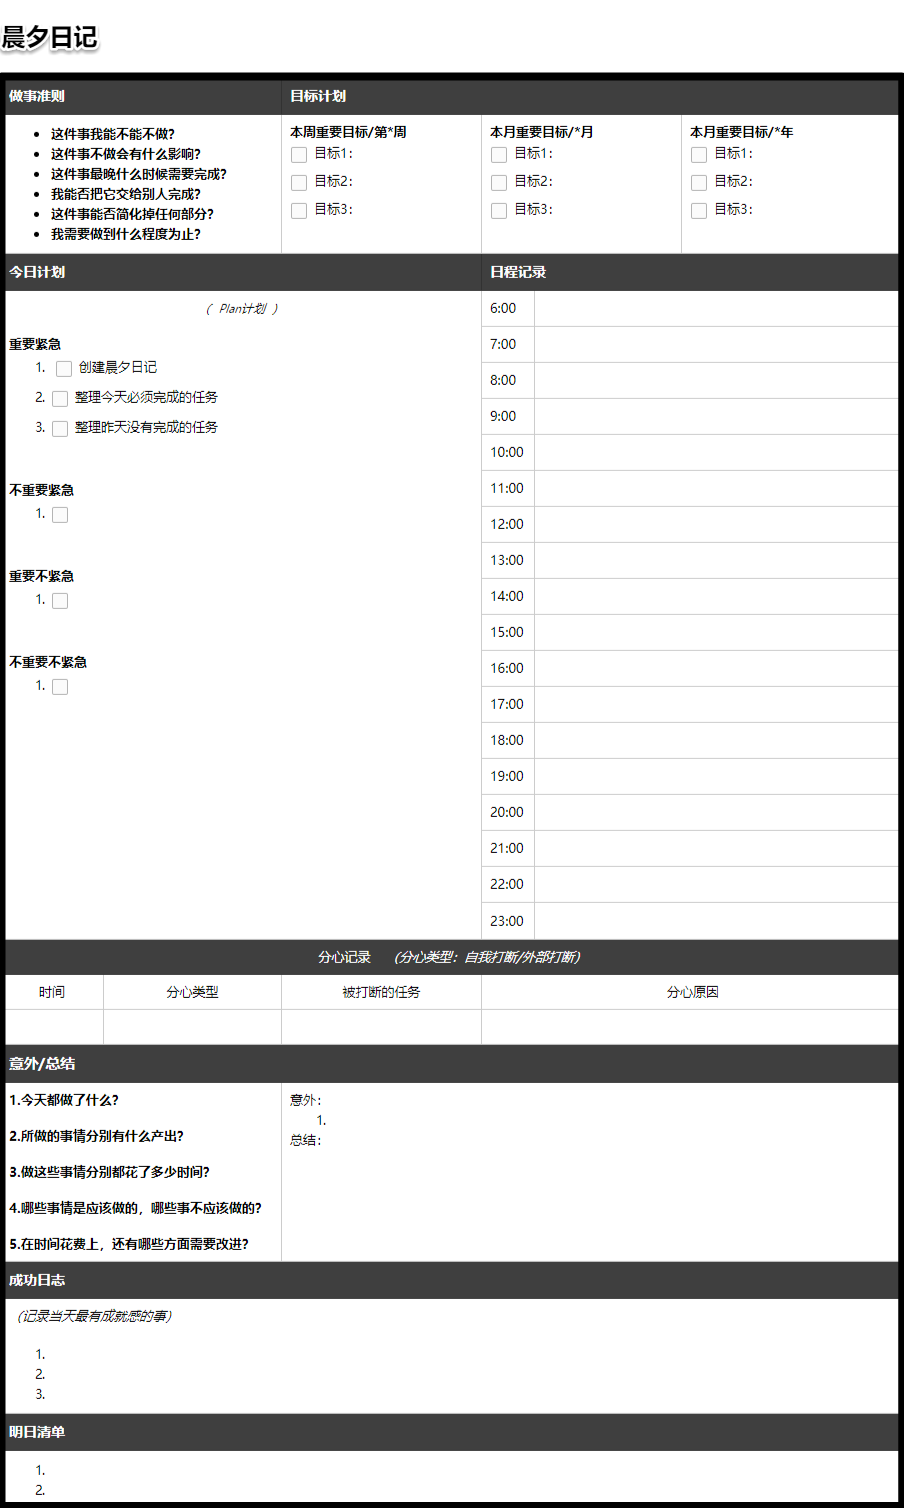 晨夕日记
做事准则
目标计划
这件事我能不能不做?
这件事不做会有什么影响?
这件事最晚什么时候需要完成?
我能否把它交给别人完成?
这件事能否简化掉任何部分?
我需要做到什么程度为止?
本周重要目标/第*周
目标1:
目标2:
目标3:
本月重要目标/*月
目标1:
目标2:
目标3:
本月重要目标/*年
目标1:
目标2:
目标3:
今日计划
( Plan计划 )
重要紧急
1. 创建晨夕日记
2. 整理今天必须完成的任务
3. 整理昨天没有完成的任务
不重要紧急
1.
重要不紧急
1.
不重要不紧急
1.
日程记录
6:00
7:00
8:00
9:00
10:00
11:00
12:00
13:00
14:00
15:00
16:00
17:00
18:00
19:00
20:00
21:00
22:00
23:00
分心记录 (分心类型: 自我打断/外部打断)
时间
分心类型
被打断的任务
分心原因
意外/总结
1.今天都做了什么?
2.所做的事情分别有什么产出?
3.做这些事情分别都花了多少时间?
4.哪些事情是应该做的，哪些事不应该做的?
5.在时间花费上，还有哪些方面需要改进?
意外:
1.
总结:
成功日志
(记录当天最有成就感的事)
1.
2.
3.
明日清单
1.
2.